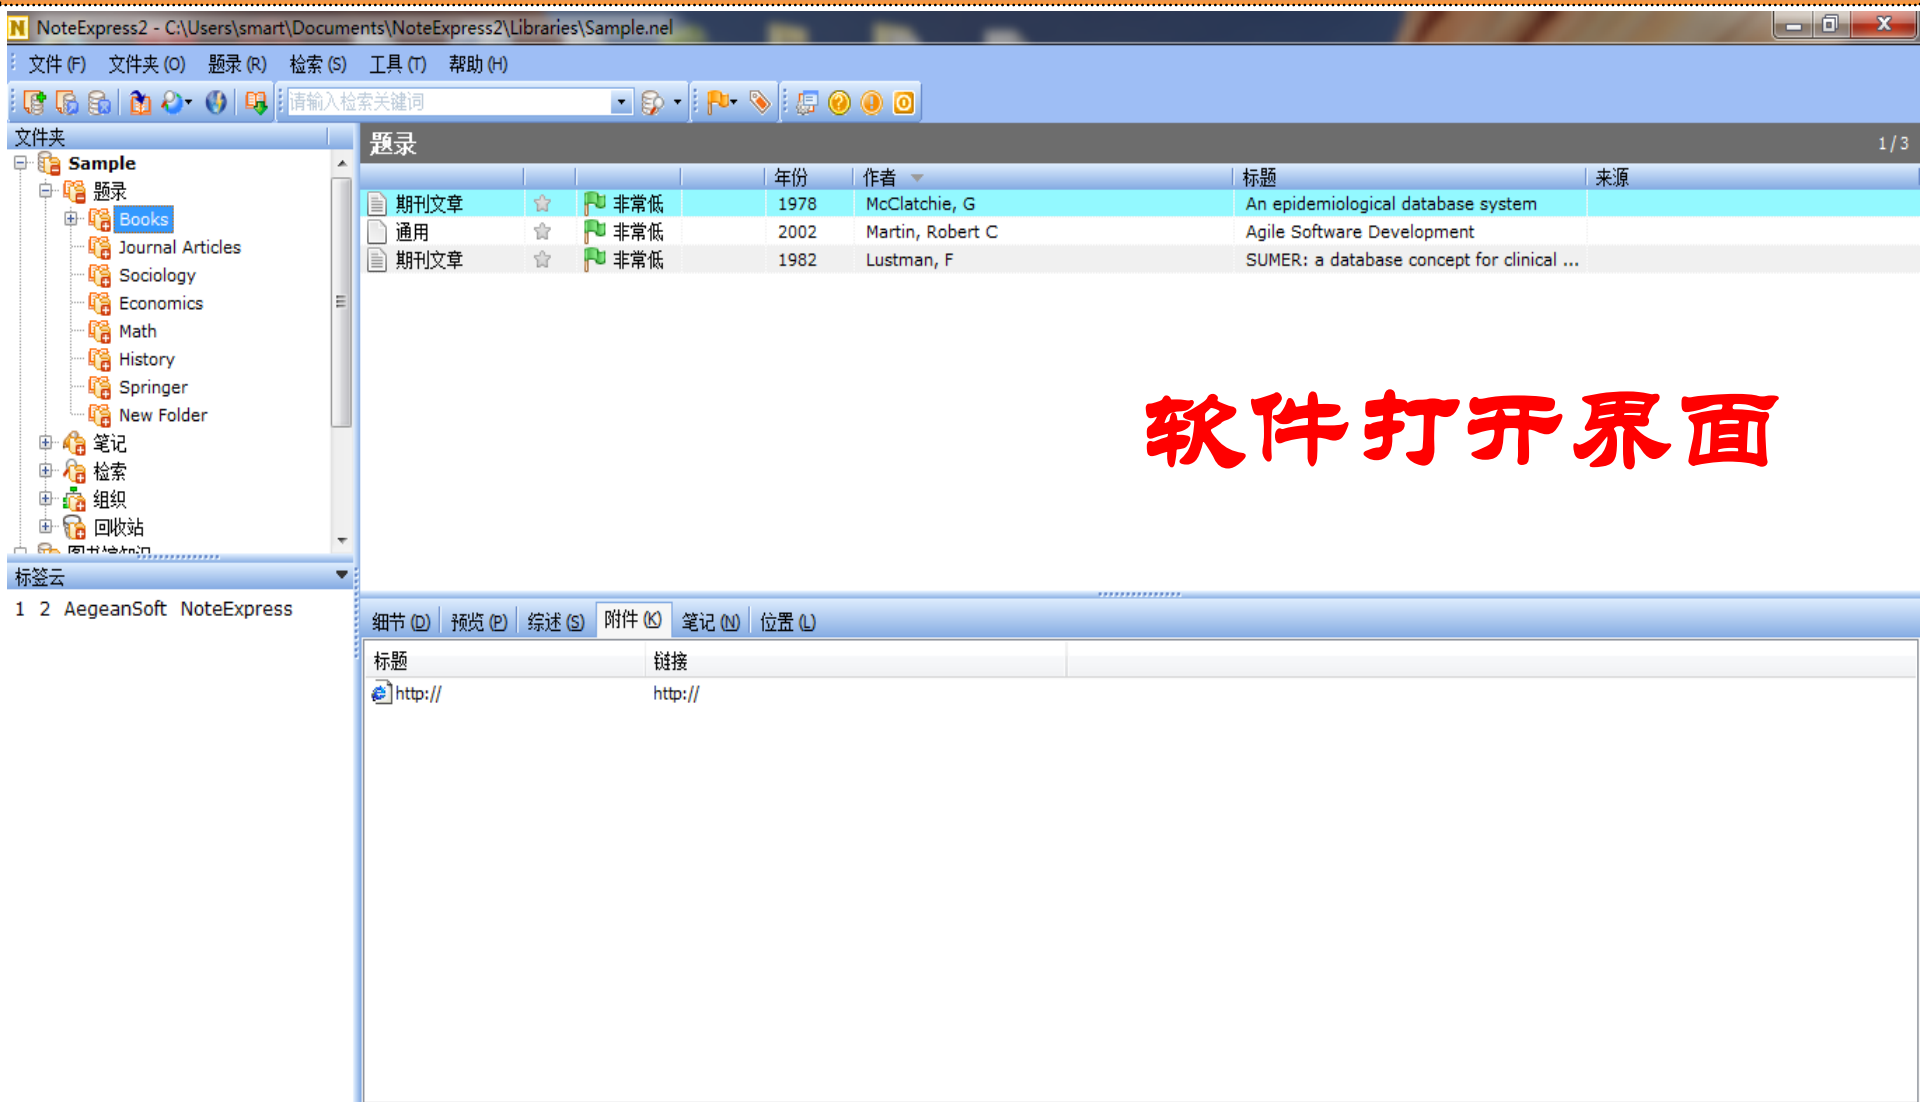 NoteExpress2 - C:\Users\smart\Documents\NoteExpress2\Libraries\Sample.nel
文件(F) 文件夹(O) 题录(R) 检索(S) 工具(T) 帮助(H)
请输入检索关键词
文件夹
题录 1/3
Sample
题录
Books
Journal Articles
Sociology
Economics
Math
History
Springer
New Folder
笔记
检索
组织
回收站
年份 作者 标题 来源
期刊文章 非常低 1978 McClatchie, G An epidemiological database system
通用 非常低 2002 Martin, Robert C Agile Software Development
期刊文章 非常低 1982 Lustman, F SUMER: a database concept for clinical ...
软件打开界面
标签云
1 2 AegeanSoft NoteExpress
细节(D) 预览(P) 综述(S) 附件(K) 笔记(N) 位置(L)
标题 链接
http:// http://